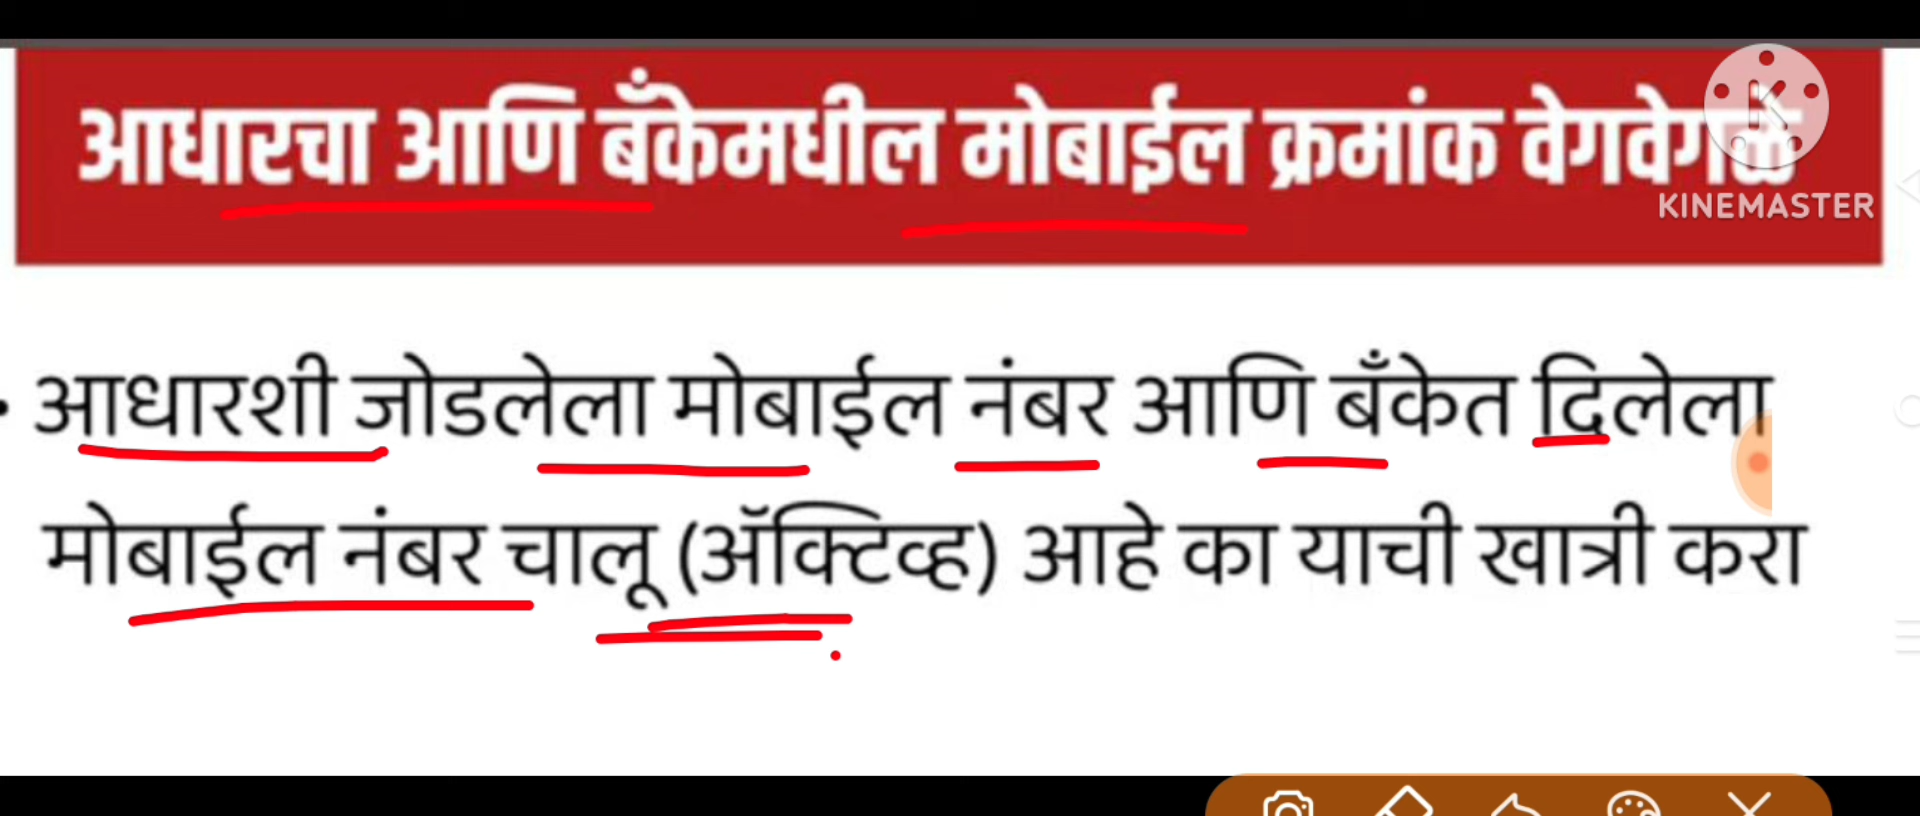 आधारचा आणि बँकेमधील मोबाईल क्रमांक वेगवेगळे
KINEMASTER
• आधारशी जोडलेला मोबाईल नंबर आणि बँकेत दिलेला
मोबाईल नंबर चालू (ॲक्टिव्ह) आहे का याची खात्री करा